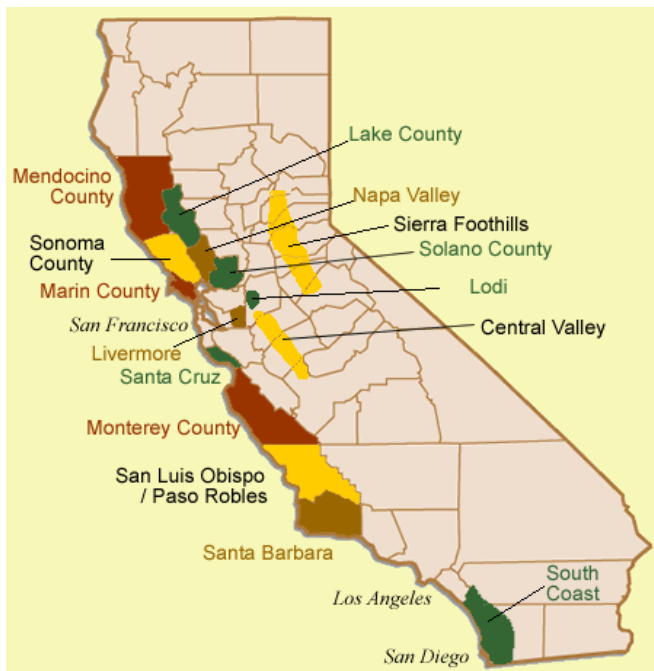 Lake County
Mendocino
County
Napa Valley
Sierra Foothills
Sonoma
County
Solano County
Marin County
Lodi
San Francisco
Central Valley
Livermore
Santa Cruz
Monterey County
San Luis Obispo
/ Paso Robles
Santa Barbara
South
Coast
Los Angeles
San Diego